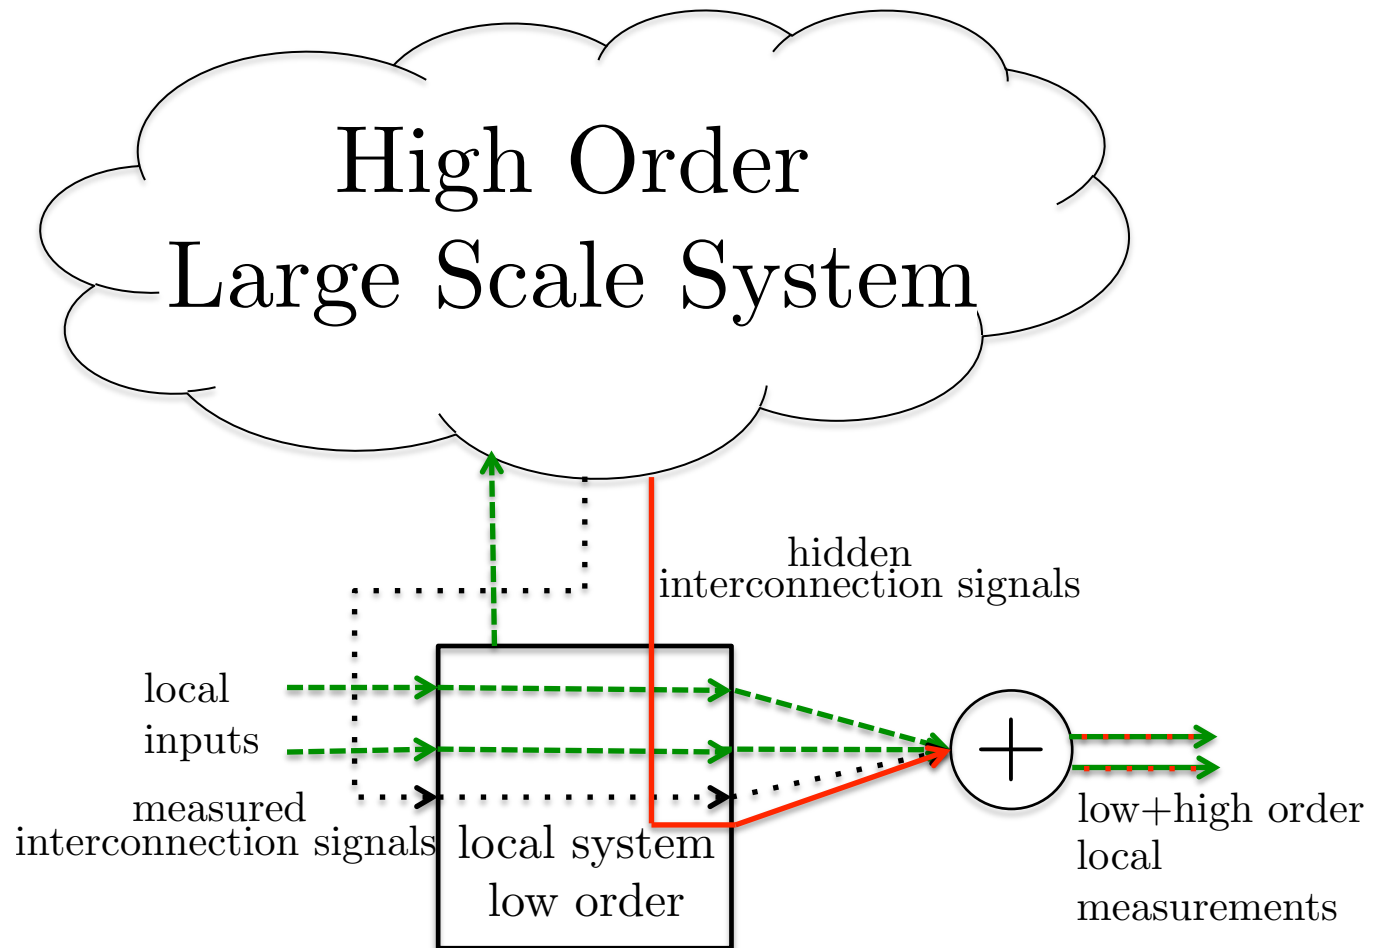 High Order
Large Scale System
hidden
interconnection signals
local
inputs
measured
interconnection signals
local system
low order
+
low+high order
local
measurements